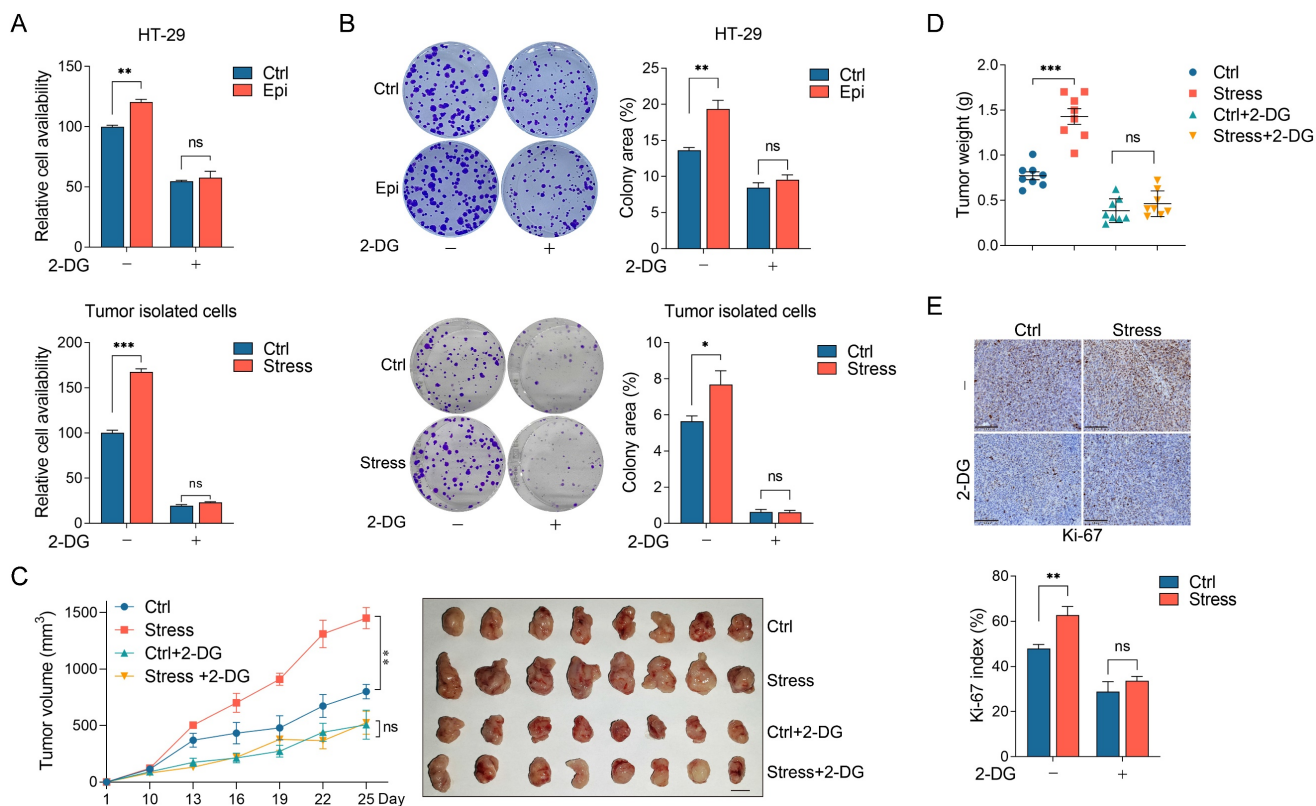 A
HT-29
Relative cell availability
150
100
50
0
**
ns
Ctrl
Epi
2-DG
−
+
Tumor isolated cells
Relative cell availability
200
150
100
50
0
***
ns
Ctrl
Stress
2-DG
−
+
B
Ctrl
Epi
2-DG
−
+
HT-29
Colony area (%)
25
20
15
10
5
0
**
ns
Ctrl
Epi
2-DG
−
+
Ctrl
Stress
2-DG
−
+
Tumor isolated cells
Colony area (%)
10
8
6
4
2
0
*
ns
Ctrl
Stress
2-DG
−
+
C
Tumor volume (mm³)
1500
1000
500
0
Ctrl
Stress
Ctrl+2-DG
Stress +2-DG
**
ns
1 10 13 16 19 22 25 Day
Ctrl
Stress
Ctrl+2-DG
Stress+2-DG
D
Tumor weight (g)
2.0
1.5
1.0
0.5
0.0
***
ns
Ctrl
Stress
Ctrl+2-DG
Stress+2-DG
E
Ctrl Stress
−
2-DG
Ki-67
Ki-67 index (%)
80
60
40
20
0
**
ns
Ctrl
Stress
2-DG
−
+